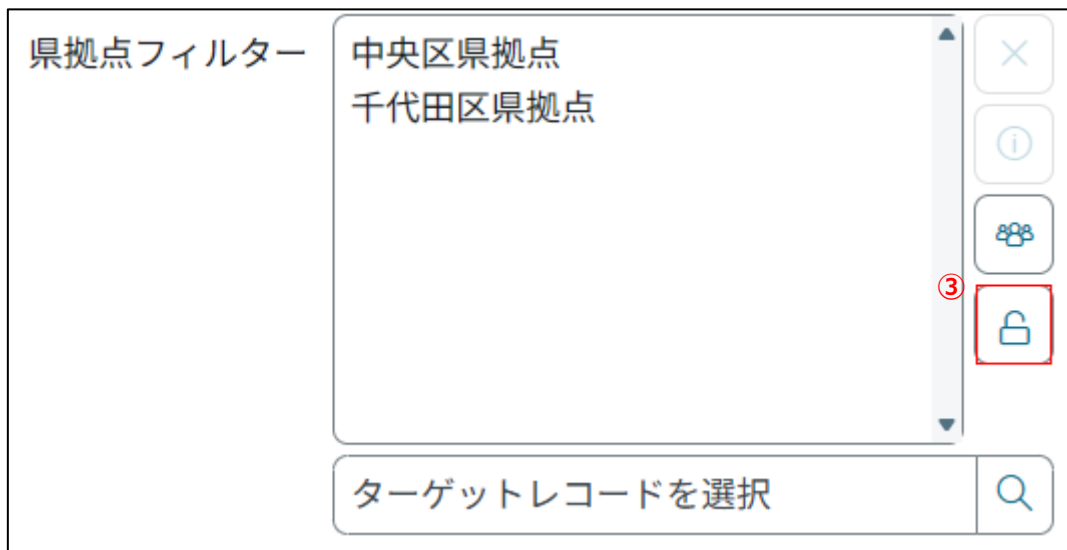 県拠点フィルター
中央区県拠点
千代田区県拠点
③
ターゲットレコードを選択